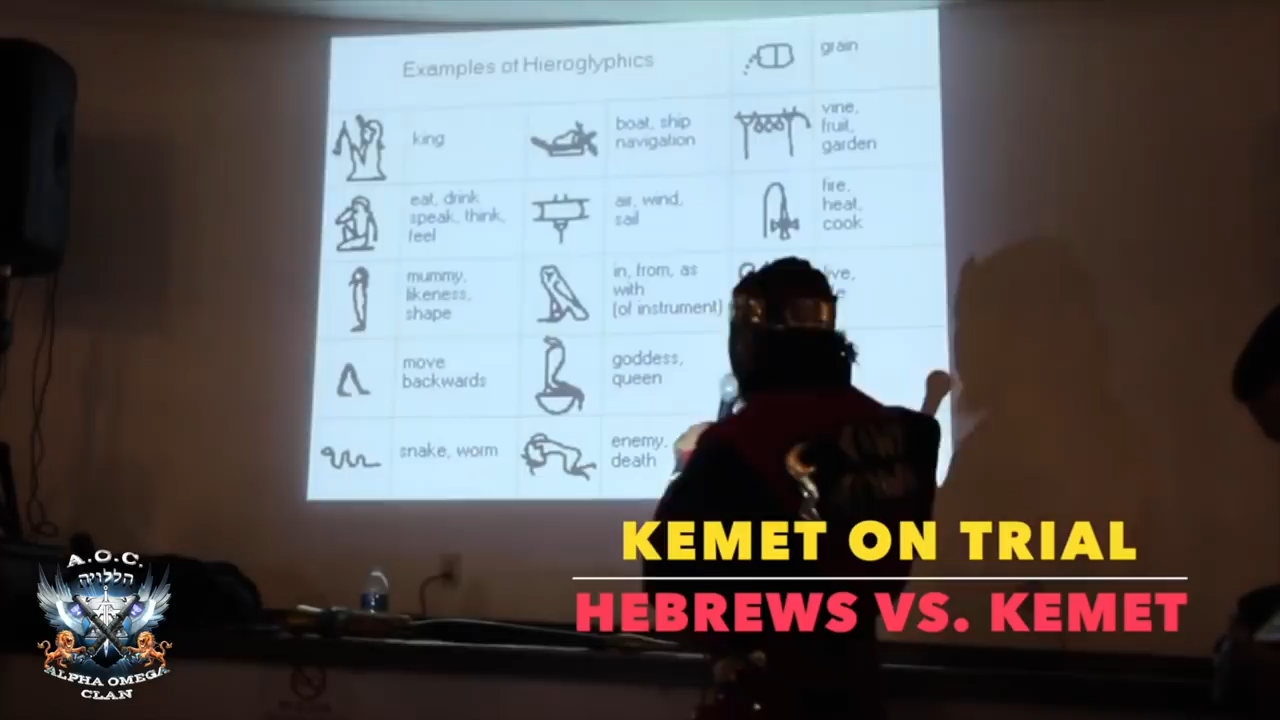 Examples of Hieroglyphics
grain
king
boat, ship
navigation
vine,
fruit,
garden
eat, drink
speak, think,
feel
air, wind,
sail
fire,
heat,
cook
mummy,
likeness,
shape
in, from, as
with
(of instrument)
move
backwards
goddess,
queen
snake, worm
enemy,
death
KEMET ON TRIAL
HEBREWS VS. KEMET
A.O.C.
הללויה
ALPHA OMEGA
CLAN